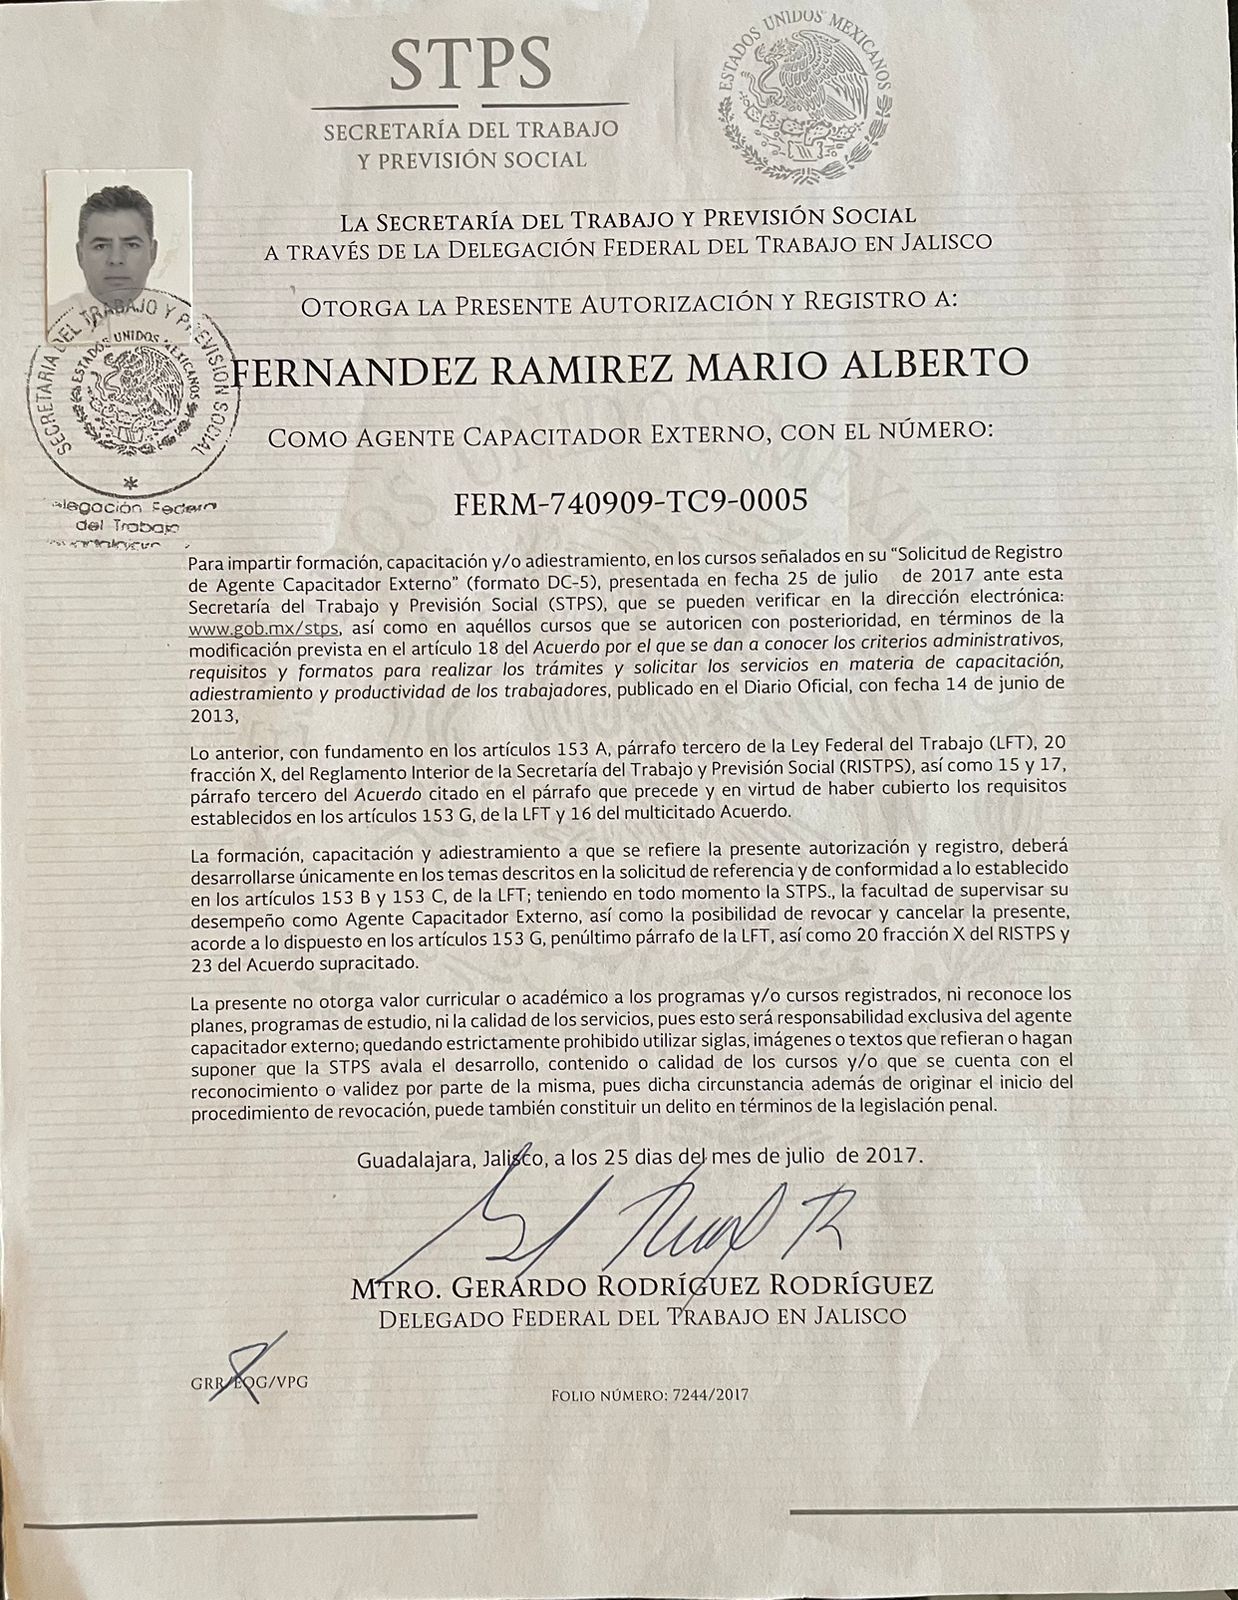 STPS
SECRETARÍA DEL TRABAJO
Y PREVISIÓN SOCIAL
ESTADOS UNIDOS MEXICANOS
LA SECRETARÍA DEL TRABAJO Y PREVISIÓN SOCIAL
A TRAVÉS DE LA DELEGACIÓN FEDERAL DEL TRABAJO EN JALISCO
OTORGA LA PRESENTE AUTORIZACIÓN Y REGISTRO A:
SECRETARIA DEL TRABAJO Y PREVISION SOCIAL
ESTADOS UNIDOS MEXICANOS
FERNANDEZ RAMIREZ MARIO ALBERTO
COMO AGENTE CAPACITADOR EXTERNO, CON EL NÚMERO:
FERM-740909-TC9-0005
del Trabajo
Para impartir formación, capacitación y/o adiestramiento, en los cursos señalados en su “Solicitud de Registro
de Agente Capacitador Externo” (formato DC-5), presentada en fecha 25 de julio de 2017 ante esta
Secretaría del Trabajo y Previsión Social (STPS), que se pueden verificar en la dirección electrónica:
www.gob.mx/stps, así como en aquéllos cursos que se autoricen con posterioridad, en términos de la
modificación prevista en el artículo 18 del Acuerdo por el que se dan a conocer los criterios administrativos,
requisitos y formatos para realizar los trámites y solicitar los servicios en materia de capacitación,
adiestramiento y productividad de los trabajadores, publicado en el Diario Oficial, con fecha 14 de junio de
2013,
Lo anterior, con fundamento en los artículos 153 A, párrafo tercero de la Ley Federal del Trabajo (LFT), 20
fracción X, del Reglamento Interior de la Secretaría del Trabajo y Previsión Social (RISTPS), así como 15 y 17,
párrafo tercero del Acuerdo citado en el párrafo que precede y en virtud de haber cubierto los requisitos
establecidos en los artículos 153 G, de la LFT y 16 del multicitado Acuerdo.
La formación, capacitación y adiestramiento a que se refiere la presente autorización y registro, deberá
desarrollarse únicamente en los temas descritos en la solicitud de referencia y de conformidad a lo establecido
en los artículos 153 B y 153 C, de la LFT; teniendo en todo momento la STPS., la facultad de supervisar su
desempeño como Agente Capacitador Externo, así como la posibilidad de revocar y cancelar la presente,
acorde a lo dispuesto en los artículos 153 G, penúltimo párrafo de la LFT, así como 20 fracción X del RISTPS y
23 del Acuerdo supracitado.
La presente no otorga valor curricular o académico a los programas y/o cursos registrados, ni reconoce los
planes, programas de estudio, ni la calidad de los servicios, pues esto será responsabilidad exclusiva del agente
capacitador externo; quedando estrictamente prohibido utilizar siglas, imágenes o textos que refieran o hagan
suponer que la STPS avala el desarrollo, contenido o calidad de los cursos y/o que se cuenta con el
reconocimiento o validez por parte de la misma, pues dicha circunstancia además de originar el inicio del
procedimiento de revocación, puede también constituir un delito en términos de la legislación penal.
Guadalajara, Jalisco, a los 25 dias del mes de julio de 2017.
MTRO. GERARDO RODRÍGUEZ RODRÍGUEZ
DELEGADO FEDERAL DEL TRABAJO EN JALISCO
GRR/EQG/VPG
FOLIO NÚMERO: 7244/2017